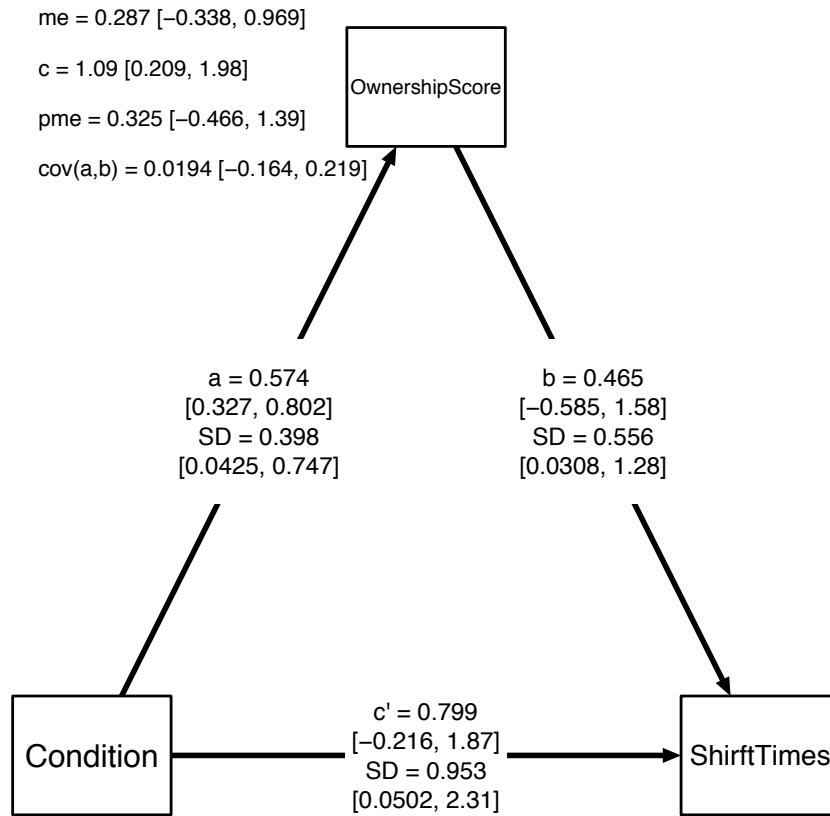 me = 0.287 [−0.338, 0.969]
c = 1.09 [0.209, 1.98]
pme = 0.325 [−0.466, 1.39]
cov(a,b) = 0.0194 [−0.164, 0.219]
OwnershipScore
a = 0.574
[0.327, 0.802]
SD = 0.398
[0.0425, 0.747]
b = 0.465
[−0.585, 1.58]
SD = 0.556
[0.0308, 1.28]
Condition
c' = 0.799
[−0.216, 1.87]
SD = 0.953
[0.0502, 2.31]
ShirftTimes